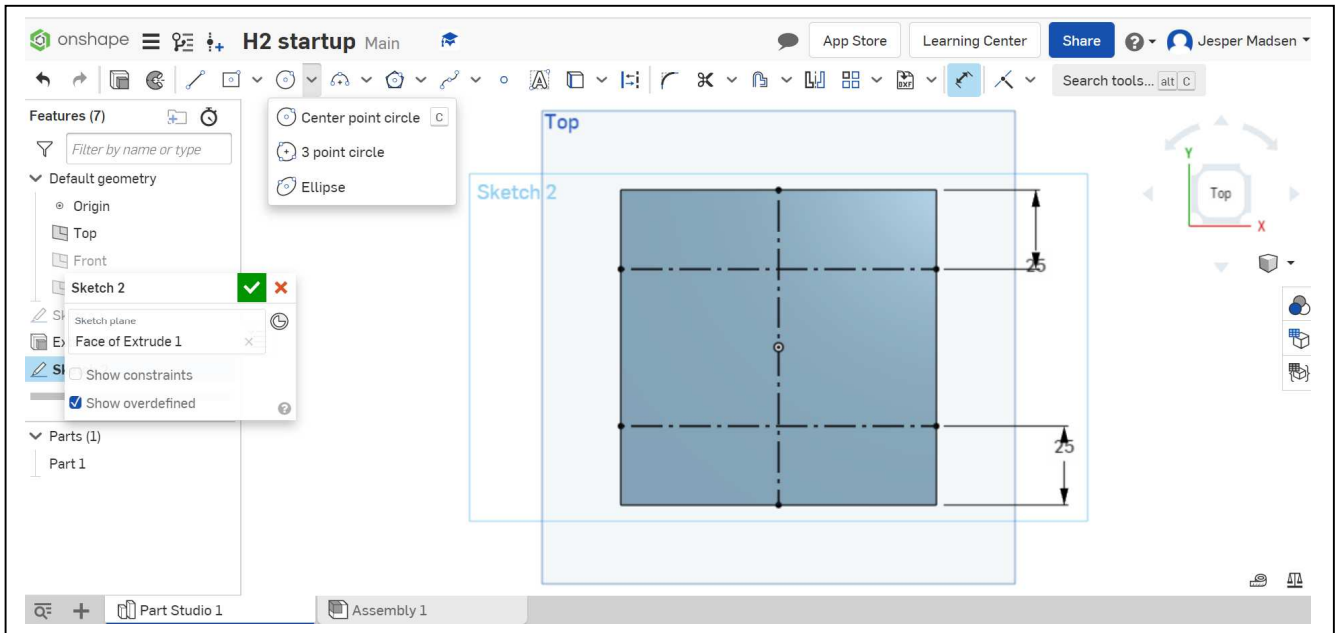 onshape H2 startup Main App Store Learning Center Share Jesper Madsen
Search tools... alt C
Features (7)
Filter by name or type
Default geometry
Origin
Top
Front
Sketch 2
Sketch plane
Face of Extrude 1
Show constraints
Show overdefined
Sk
Ex
Sk
Parts (1)
Part 1
Center point circle C
3 point circle
Ellipse
Top
Sketch 2
25
25
Y
Top
X
Part Studio 1 Assembly 1